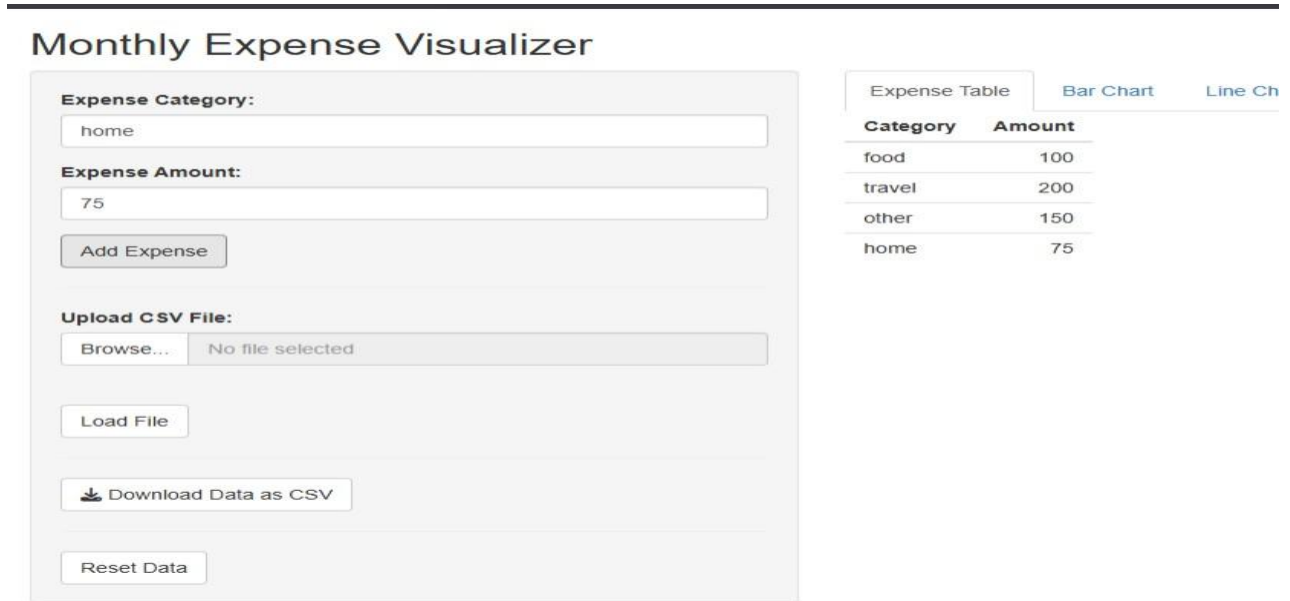 Monthly Expense Visualizer
Expense Category:
home
Expense Amount:
75
Add Expense
Upload CSV File:
Browse... No file selected
Load File
Download Data as CSV
Reset Data
Expense Table Bar Chart Line Ch
Category Amount
food 100
travel 200
other 150
home 75